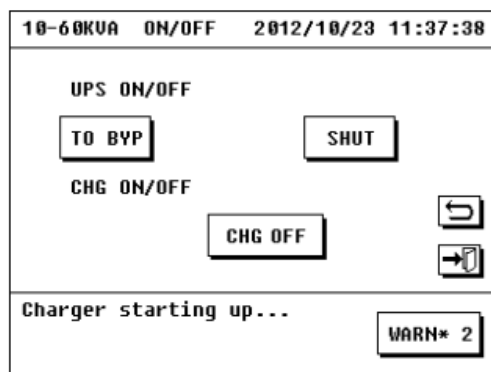 10-60KVA ON/OFF 2012/10/23 11:37:38
UPS ON/OFF
TO BYP SHUT
CHG ON/OFF
CHG OFF
Charger starting up...
WARN* 2